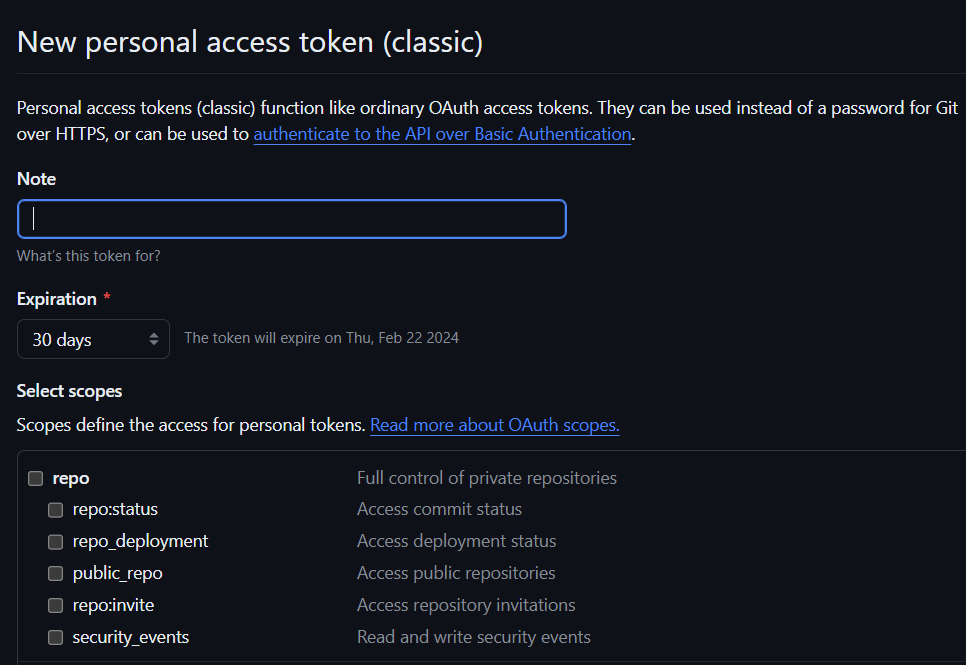 New personal access token (classic)
Personal access tokens (classic) function like ordinary OAuth access tokens. They can be used instead of a password for Git
over HTTPS, or can be used to authenticate to the API over Basic Authentication.
Note
What's this token for?
Expiration *
30 days The token will expire on Thu, Feb 22 2024
Select scopes
Scopes define the access for personal tokens. Read more about OAuth scopes.
repo Full control of private repositories
repo:status Access commit status
repo_deployment Access deployment status
public_repo Access public repositories
repo:invite Access repository invitations
security_events Read and write security events